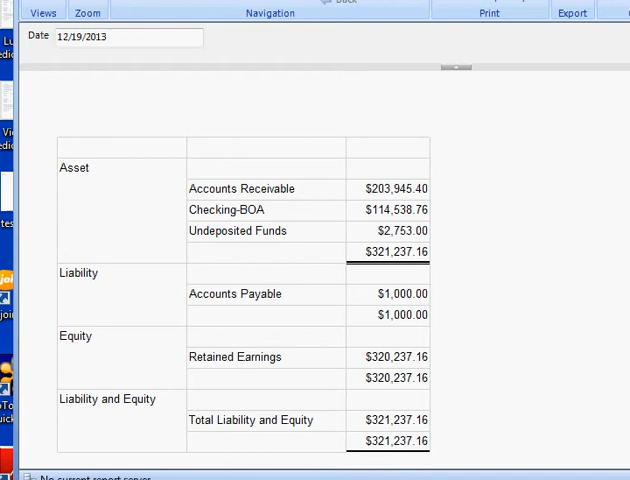 Back
Views Zoom Navigation Print Export
Date 12/19/2013
Asset
Accounts Receivable $203,945.40
Checking-BOA $114,538.76
Undeposited Funds $2,753.00
$321,237.16
Liability
Accounts Payable $1,000.00
$1,000.00
Equity
Retained Earnings $320,237.16
$320,237.16
Liability and Equity
Total Liability and Equity $321,237.16
$321,237.16
No current report server